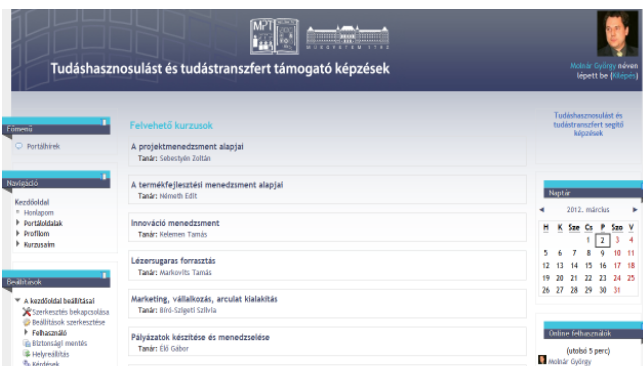 MPT
MŰEGYETEM 1782
Tudáshasznosulást és tudástranszfert támogató képzések
Molnár György néven
lépett be (Kilépés)
Főmenü
Portálhírek
Navigáció
Kezdőoldal
Honlapom
Portáloldalak
Profilom
Kurzusaim
Beállítások
A kezdőoldal beállításai
Szerkesztés bekapcsolása
Beállítások szerkesztése
Felhasználó
Biztonsági mentés
Helyreállítás
Kérdések
Felvehető kurzusok
A projektmenedzsment alapjai
Tanár: Sebestyén Zoltán
A termékfejlesztési menedzsment alapjai
Tanár: Németh Edit
Innováció menedzsment
Tanár: Kelemen Tamás
Lézersugaras forrasztás
Tanár: Markovits Tamás
Marketing, vállalkozás, arculat kialakítás
Tanár: Bíró-Szigeti Szilvia
Pályázatok készítése és menedzselése
Tanár: Élő Gábor
Tudáshasznosulást és
tudástranszfert segítő
képzések
Naptár
◄ 2012. március ►
H K Sze Cs P Szo V
1 2 3 4
5 6 7 8 9 10 11
12 13 14 15 16 17 18
19 20 21 22 23 24 25
26 27 28 29 30 31
Online felhasználók
(utolsó 5 perc)
Molnár György